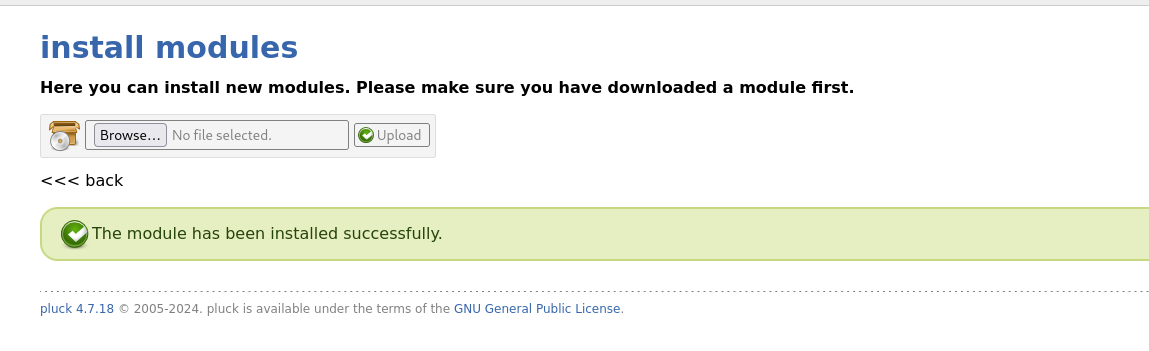 install modules
Here you can install new modules. Please make sure you have downloaded a module first.
Browse... No file selected. Upload
<<< back
The module has been installed successfully.
pluck 4.7.18 © 2005-2024. pluck is available under the terms of the GNU General Public License.